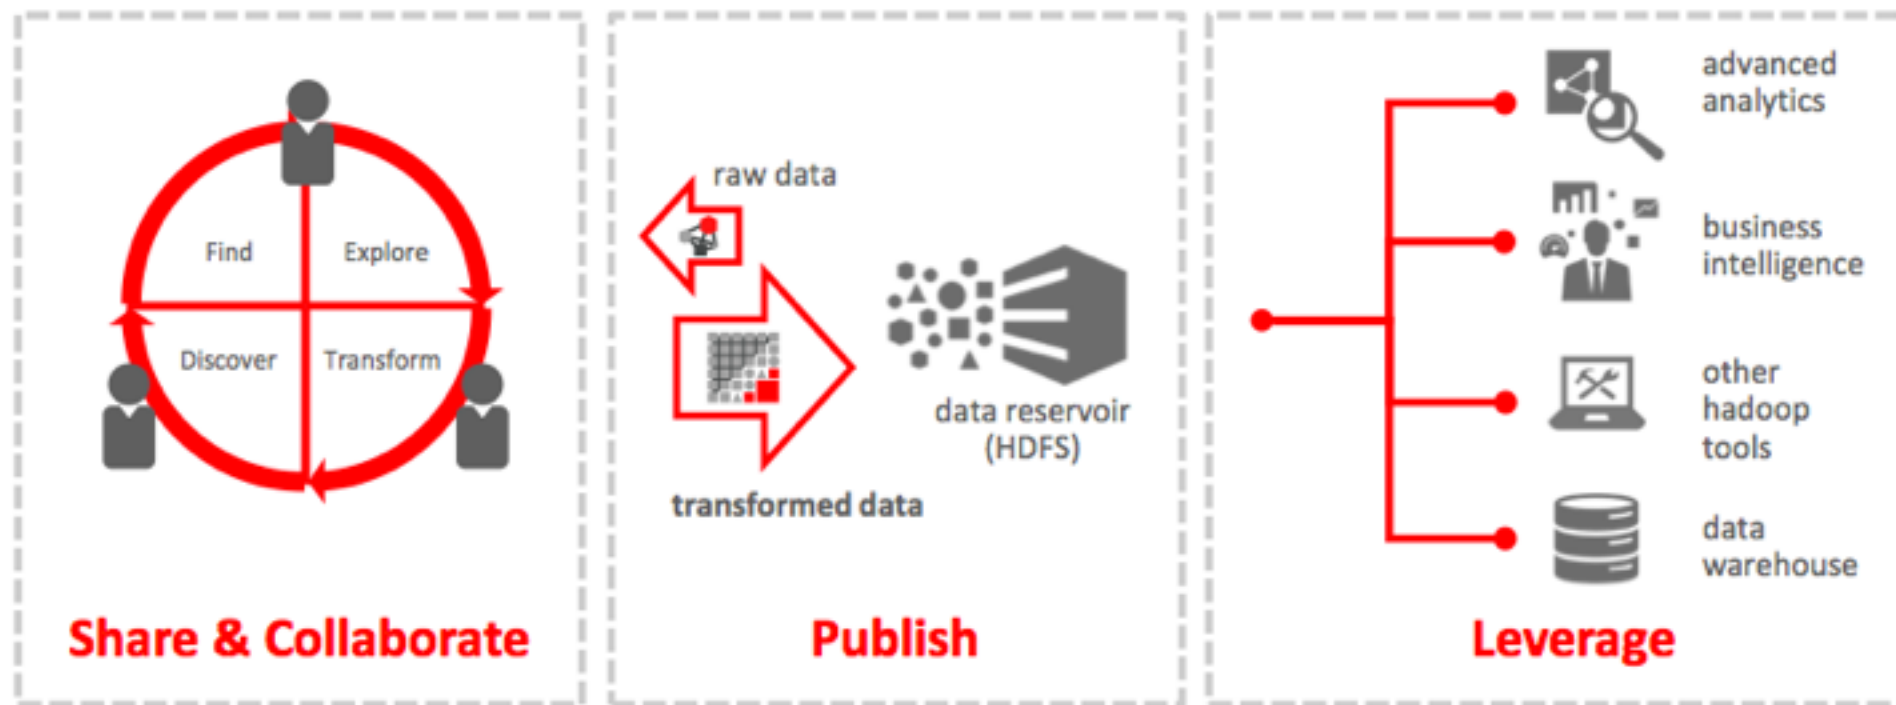 Find
Explore
Discover
Transform
Share & Collaborate
raw data
data reservoir
(HDFS)
transformed data
Publish
advanced
analytics
business
intelligence
other
hadoop
tools
data
warehouse
Leverage